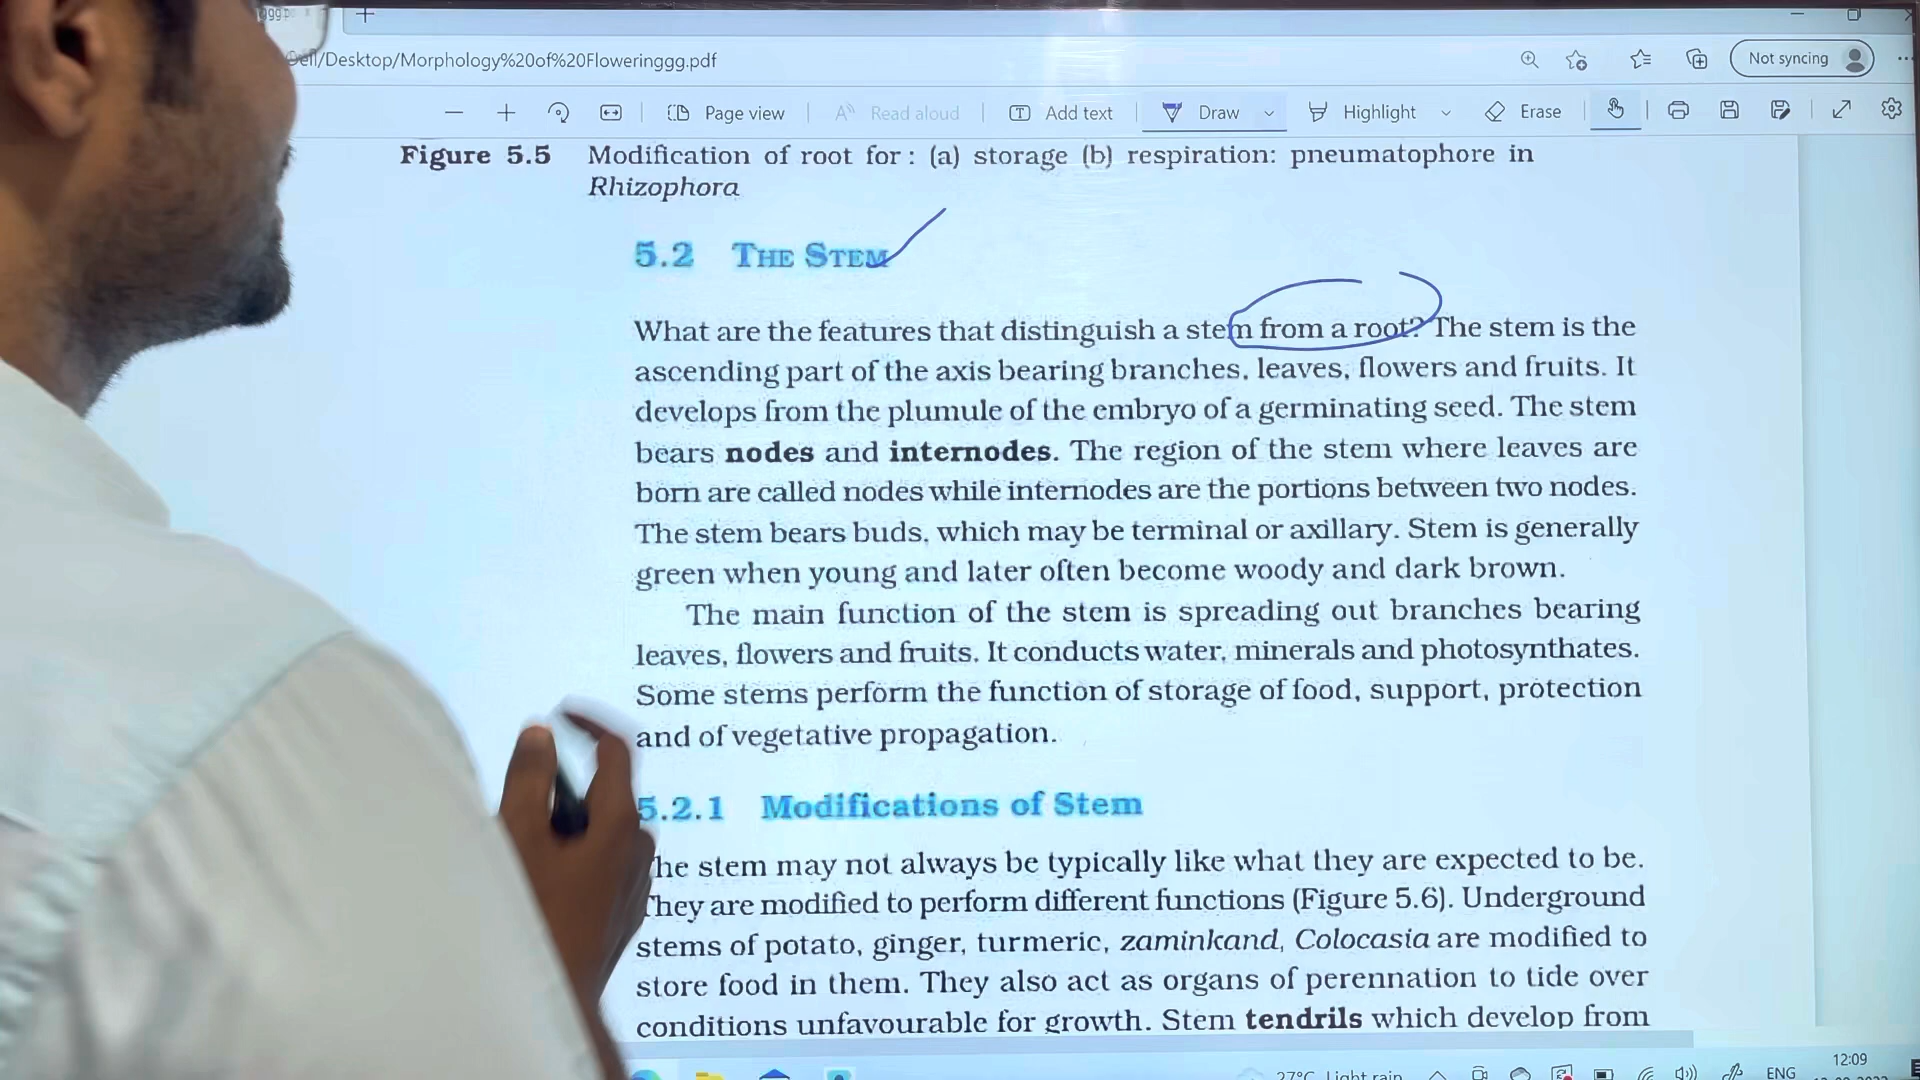 /Desktop/Morphology%20of%20Floweringgg.pdf
Not syncing
Page view
Read aloud
Add text
Draw
Highlight
Erase
Figure 5.5 Modification of root for : (a) storage (b) respiration: pneumatophore in
Rhizophora
5.2 THE STEM
What are the features that distinguish a stem from a root? The stem is the
ascending part of the axis bearing branches, leaves, flowers and fruits. It
develops from the plumule of the embryo of a germinating seed. The stem
bears nodes and internodes. The region of the stem where leaves are
born are called nodes while internodes are the portions between two nodes.
The stem bears buds, which may be terminal or axillary. Stem is generally
green when young and later often become woody and dark brown.
The main function of the stem is spreading out branches bearing
leaves, flowers and fruits. It conducts water, minerals and photosynthates.
Some stems perform the function of storage of food, support, protection
and of vegetative propagation.
5.2.1 Modifications of Stem
The stem may not always be typically like what they are expected to be.
They are modified to perform different functions (Figure 5.6). Underground
stems of potato, ginger, turmeric, zaminkand, Colocasia are modified to
store food in them. They also act as organs of perennation to tide over
conditions unfavourable for growth. Stem tendrils which develop from
27°C Light rain
ENG
12:09